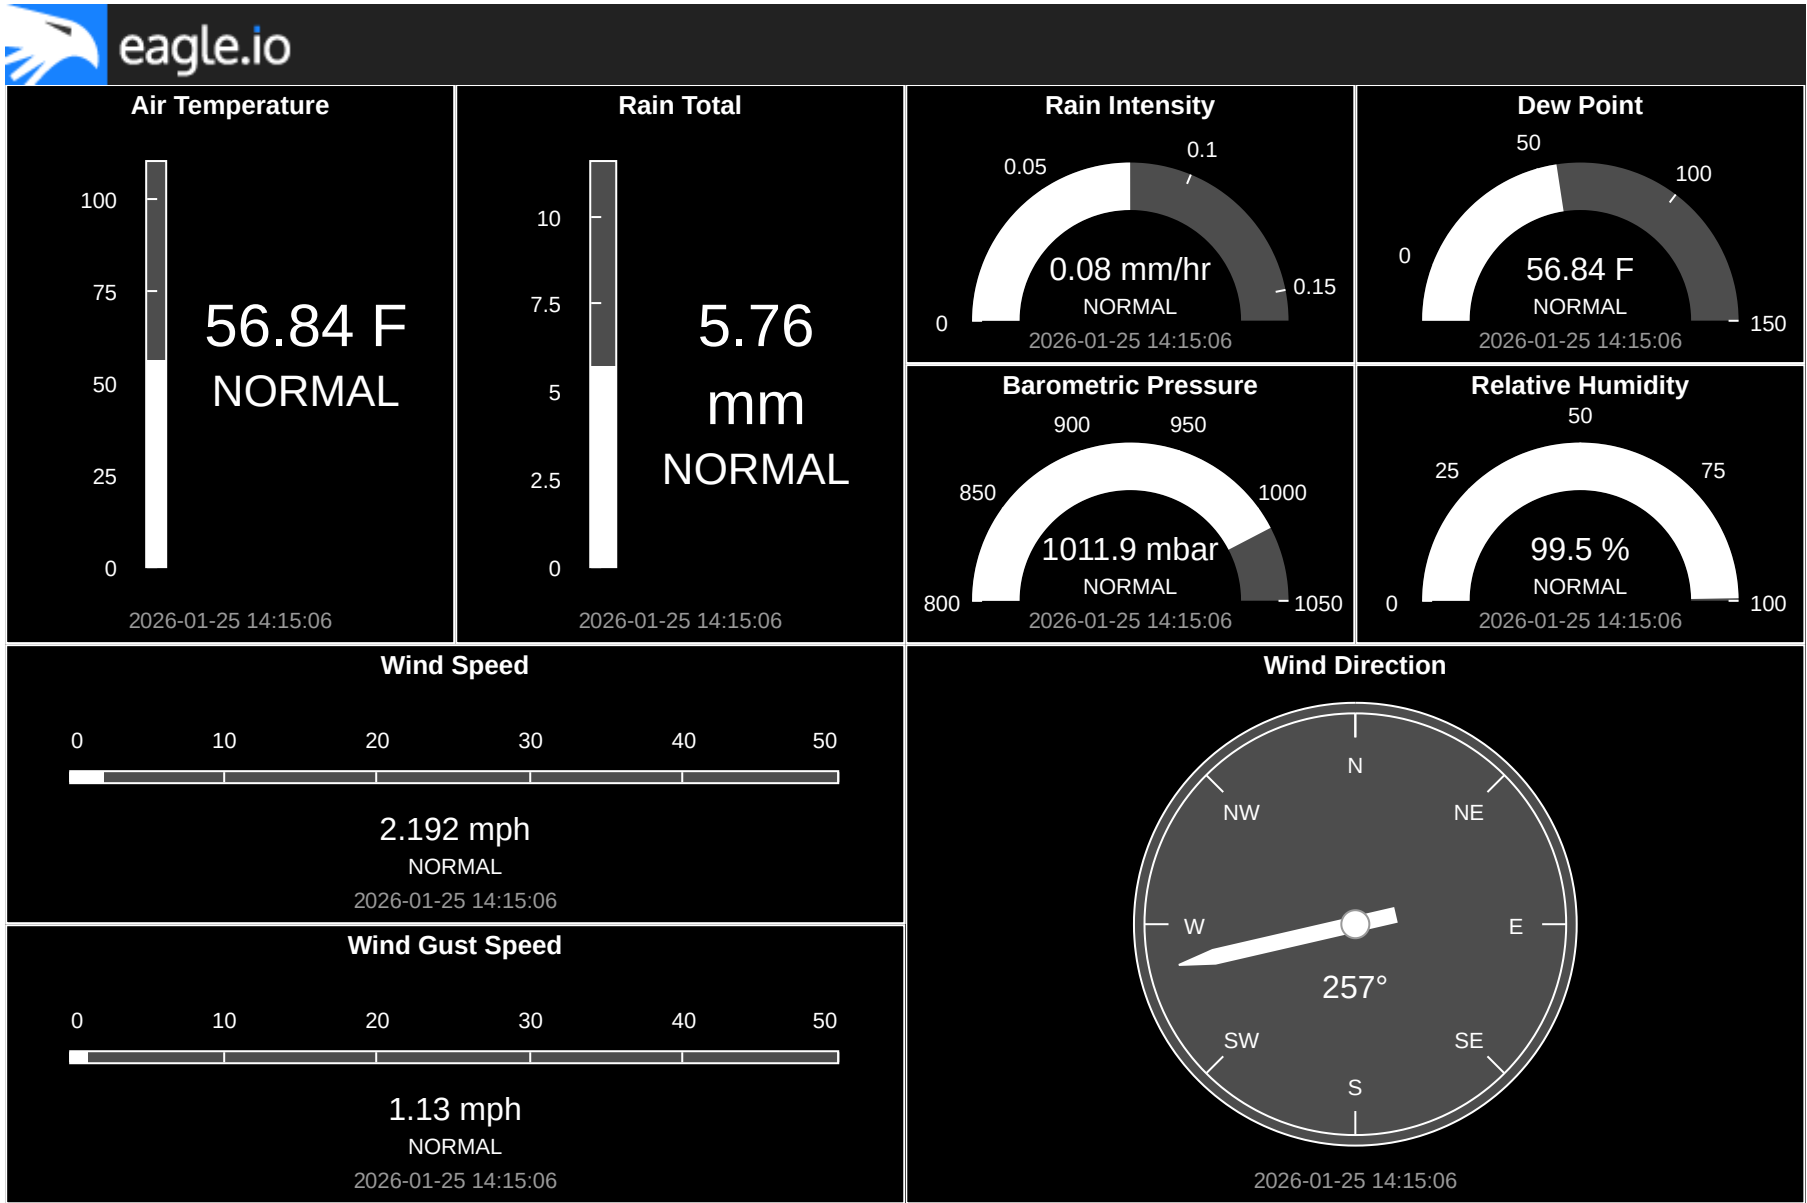 eagle.io
Air Temperature
100
75
50
25
0
56.84 F
NORMAL
2026-01-25 14:15:06
Rain Total
10
7.5
5
2.5
0
5.76
mm
NORMAL
2026-01-25 14:15:06
Rain Intensity
0
0.05
0.1
0.15
0.08 mm/hr
NORMAL
2026-01-25 14:15:06
Dew Point
0
50
100
150
56.84 F
NORMAL
2026-01-25 14:15:06
Barometric Pressure
800
850
900
950
1000
1050
1011.9 mbar
NORMAL
2026-01-25 14:15:06
Relative Humidity
0
25
50
75
100
99.5 %
NORMAL
2026-01-25 14:15:06
Wind Speed
0 10 20 30 40 50
2.192 mph
NORMAL
2026-01-25 14:15:06
Wind Gust Speed
0 10 20 30 40 50
1.13 mph
NORMAL
2026-01-25 14:15:06
Wind Direction
N
NW NE
W E
257°
SW SE
S
2026-01-25 14:15:06